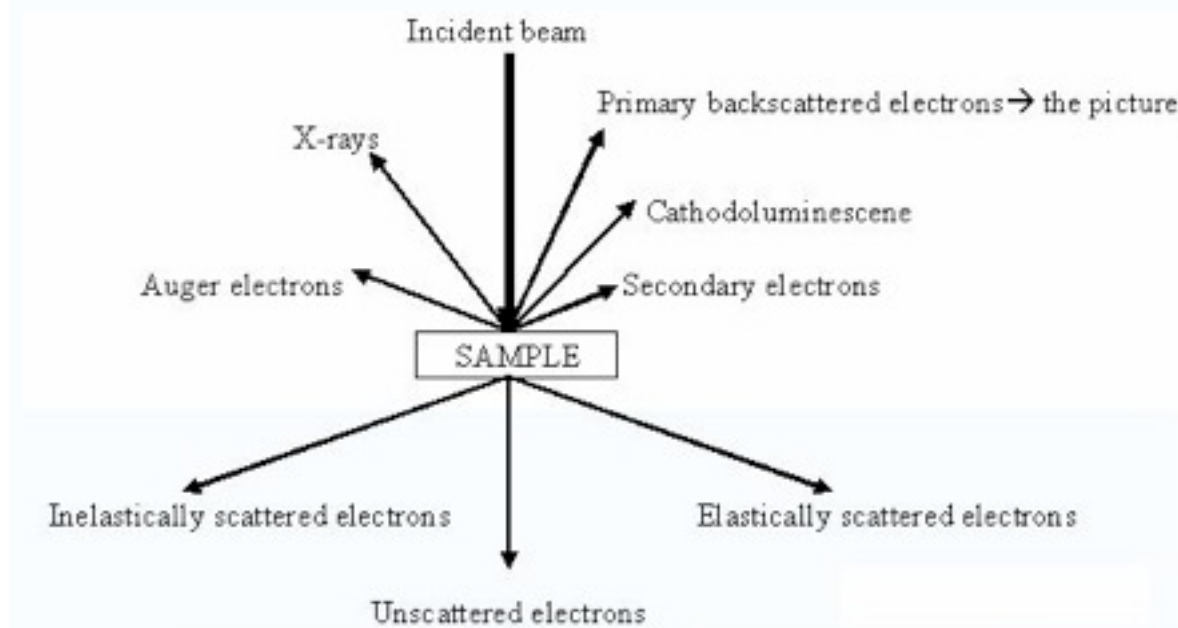 Incident beam
Primary backscattered electrons→ the picture
X-rays
Cathodoluminescene
Auger electrons
Secondary electrons
SAMPLE
Inelastically scattered electrons
Elastically scattered electrons
Unscattered electrons